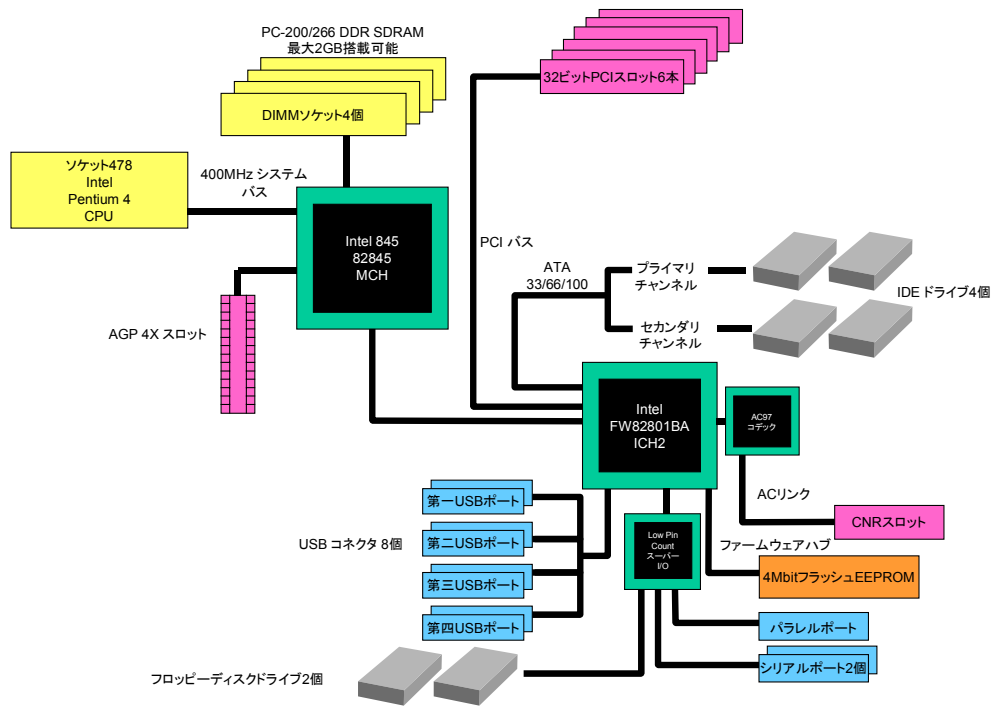 PC-200/266 DDR SDRAM
最大2GB搭載可能
DIMMソケット4個
32ビットPCIスロット6本
ソケット478
Intel
Pentium 4
CPU
400MHz システム
バス
Intel 845
82845
MCH
AGP 4X スロット
PCI バス
ATA
33/66/100
プライマリ
チャンネル
セカンダリ
チャンネル
IDE ドライブ4個
Intel
FW82801BA
ICH2
AC97
コデック
ACリンク
CNRスロット
第一USBポート
第二USBポート
第三USBポート
第四USBポート
USB コネクタ 8個
Low Pin
Count
スーパー
I/O
ファームウェアハブ
4MbitフラッシュEEPROM
パラレルポート
シリアルポート2個
フロッピーディスクドライブ2個